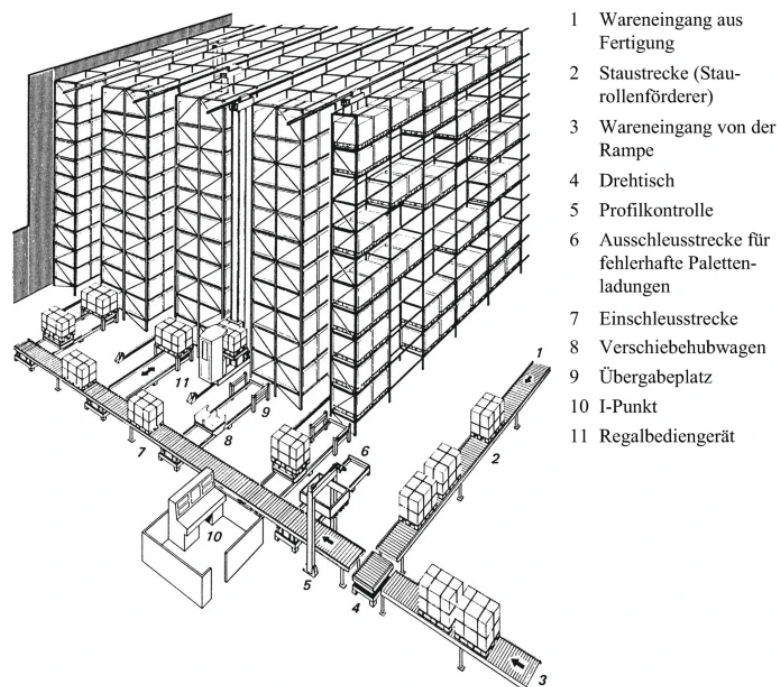 1 Wareneingang aus
Fertigung
2 Staustrecke (Stau-
rollenförderer)
3 Wareneingang von der
Rampe
4 Drehtisch
5 Profilkontrolle
6 Ausschleusstrecke für
fehlerhafte Paletten-
ladungen
7 Einschleusstrecke
8 Verschiebehubwagen
9 Übergabeplatz
10 I-Punkt
11 Regalbediengerät
1
2
3
4
5
6
7
8
9
10
11